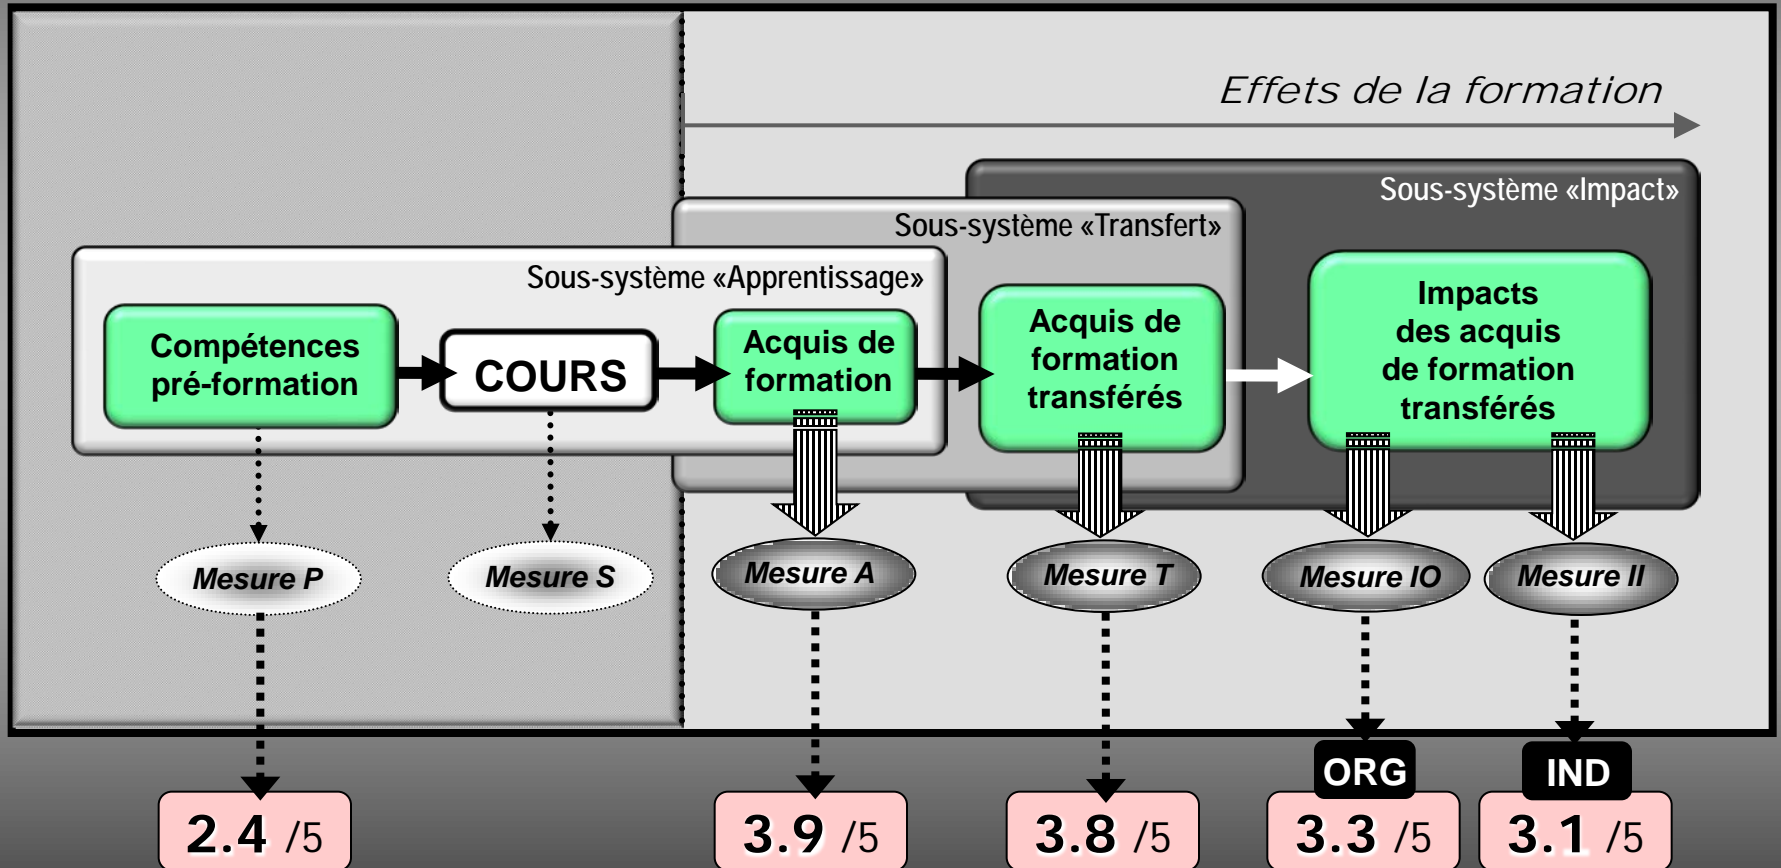 Effets de la formation
Sous-système «Impact»
Sous-système «Transfert»
Sous-système «Apprentissage»
Compétences
pré-formation
COURS
Acquis de
formation
Acquis de
formation
transférés
Impacts
des acquis
de formation
transférés
Mesure P
Mesure S
Mesure A
Mesure T
Mesure IO
Mesure II
ORG
IND
2.4 /5
3.9 /5
3.8 /5
3.3 /5
3.1 /5